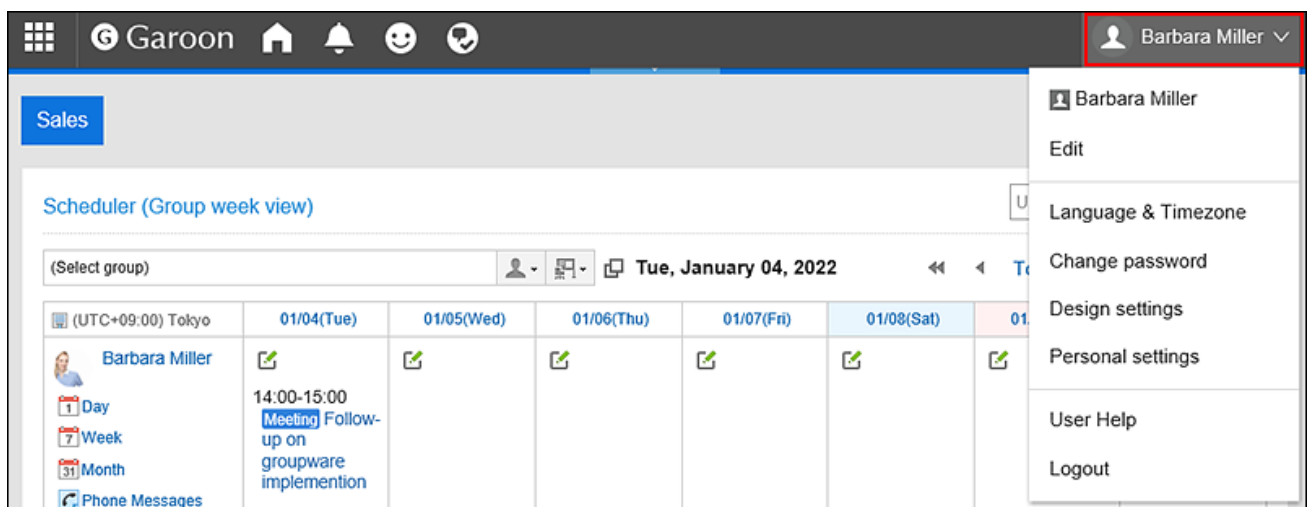 Garoon
Barbara Miller
Sales
Barbara Miller
Edit
Language & Timezone
Change password
Design settings
Personal settings
User Help
Logout
Scheduler (Group week view)
(Select group)
Tue, January 04, 2022
(UTC+09:00) Tokyo
01/04(Tue)
01/05(Wed)
01/06(Thu)
01/07(Fri)
01/08(Sat)
Barbara Miller
Day
Week
Month
Phone Messages
14:00-15:00
Meeting Follow-
up on
groupware
implemention